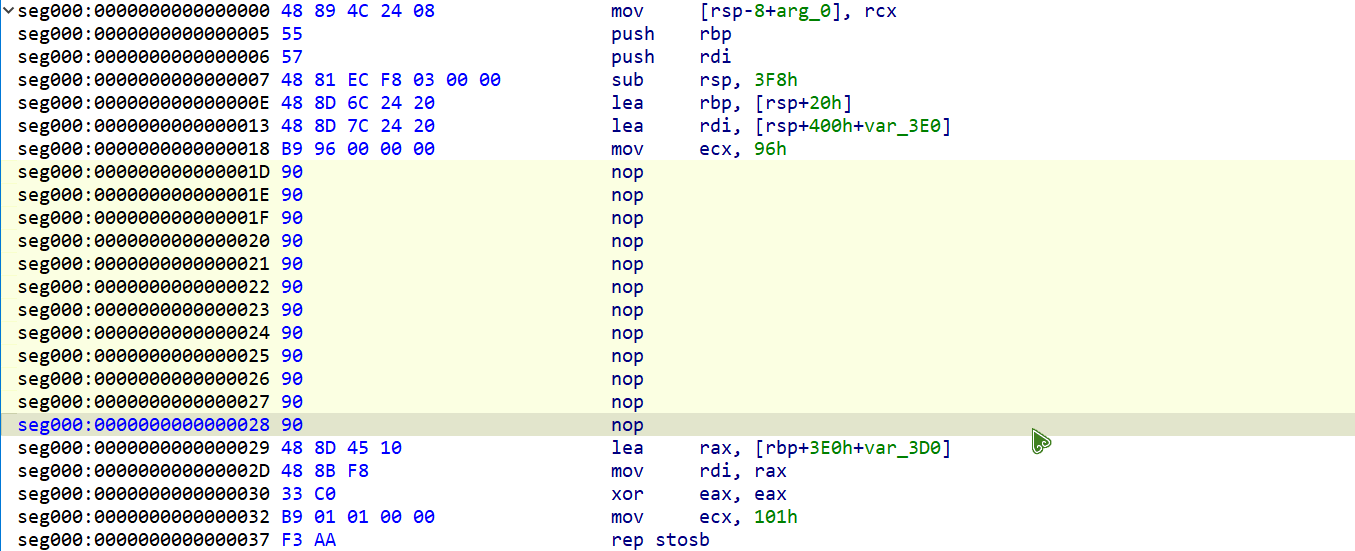 seg000:0000000000000000 48 89 4C 24 08 mov [rsp-8+arg_0], rcx
seg000:0000000000000005 55 push rbp
seg000:0000000000000006 57 push rdi
seg000:0000000000000007 48 81 EC F8 03 00 00 sub rsp, 3F8h
seg000:000000000000000E 48 8D 6C 24 20 lea rbp, [rsp+20h]
seg000:0000000000000013 48 8D 7C 24 20 lea rdi, [rsp+400h+var_3E0]
seg000:0000000000000018 B9 96 00 00 00 mov ecx, 96h
seg000:000000000000001D 90 nop
seg000:000000000000001E 90 nop
seg000:000000000000001F 90 nop
seg000:0000000000000020 90 nop
seg000:0000000000000021 90 nop
seg000:0000000000000022 90 nop
seg000:0000000000000023 90 nop
seg000:0000000000000024 90 nop
seg000:0000000000000025 90 nop
seg000:0000000000000026 90 nop
seg000:0000000000000027 90 nop
seg000:0000000000000028 90 nop
seg000:0000000000000029 48 8D 45 10 lea rax, [rbp+3E0h+var_3D0]
seg000:000000000000002D 48 8B F8 mov rdi, rax
seg000:0000000000000030 33 C0 xor eax, eax
seg000:0000000000000032 B9 01 01 00 00 mov ecx, 101h
seg000:0000000000000037 F3 AA rep stosb